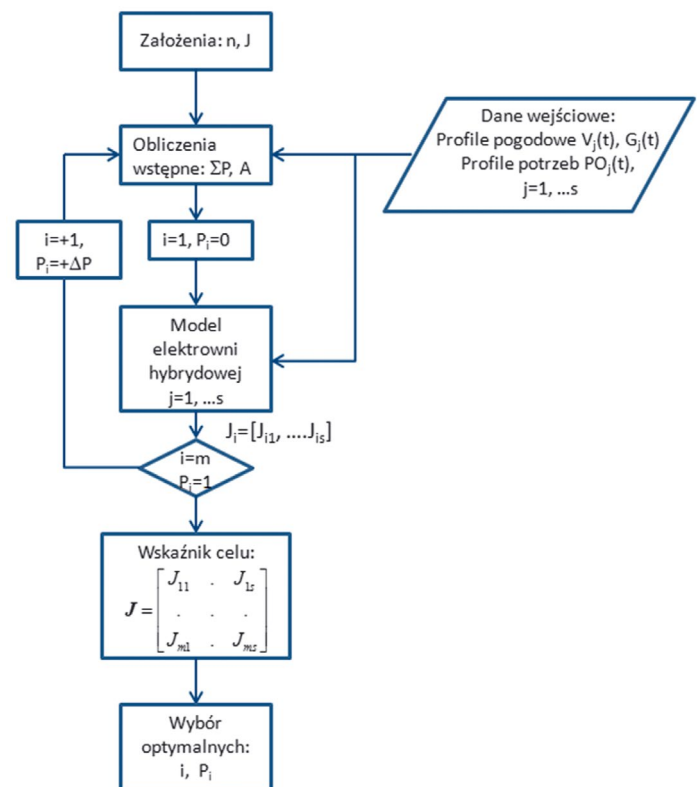 Założenia: n, J
Dane wejściowe:
Profile pogodowe Vj(t), Gj(t)
Profile potrzeb POj(t),
j=1, ...s
Obliczenia
wstępne: ΣP, A
i=+1,
Pi=+ΔP
i=1, Pi=0
Model
elektrowni
hybrydowej
j=1, ...s
Ji=[Ji1, ....Jis]
i=m
Pi=1
Wskaźnik celu:
J11 . J1s
J = . . .
Jm1 . Jms
Wybór
optymalnych:
i, Pi